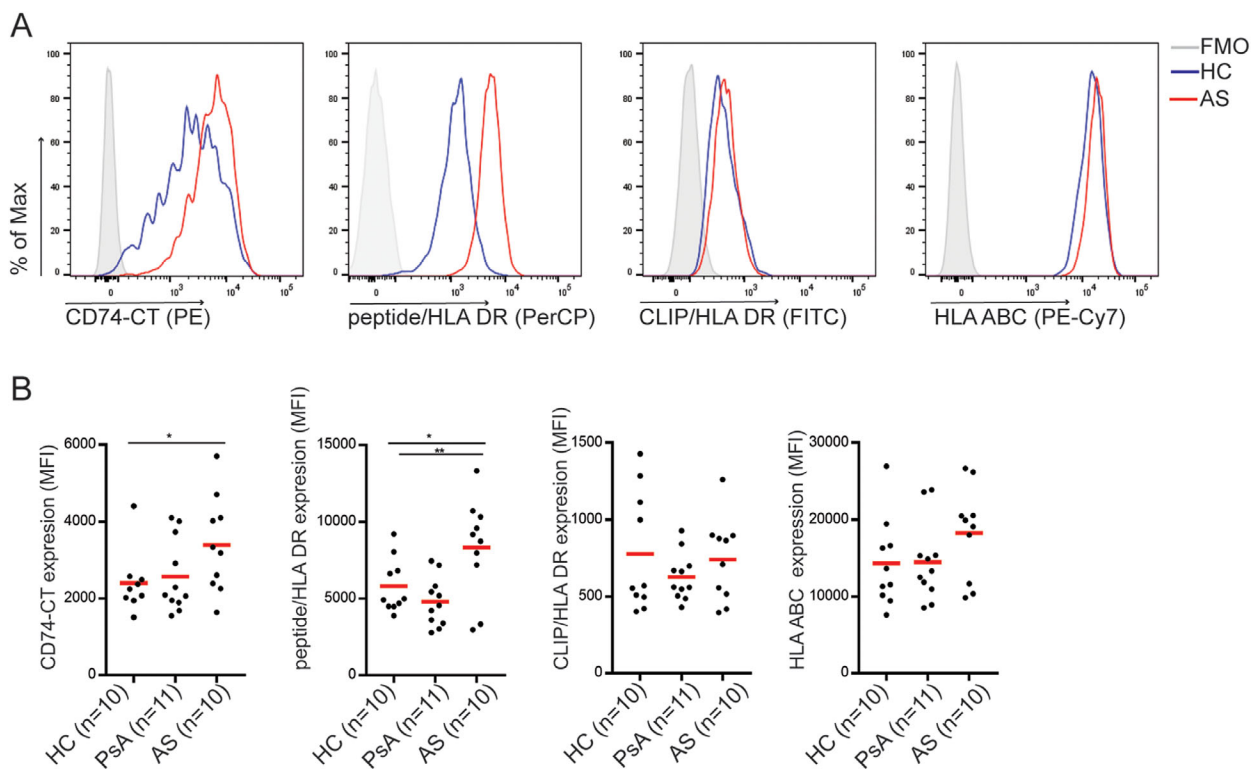 A
FMO
HC
AS
% of Max
100
80
60
40
20
0
0 10³ 10⁴ 10⁵
CD74-CT (PE)
100
80
60
40
20
0
0 10³ 10⁴ 10⁵
peptide/HLA DR (PerCP)
100
80
60
40
20
0
0 10³ 10⁴ 10⁵
CLIP/HLA DR (FITC)
100
80
60
40
20
0
0 10³ 10⁴ 10⁵
HLA ABC (PE-Cy7)
B
CD74-CT expression (MFI)
6000
4000
2000
0
*
HC (n=10)
PsA (n=11)
AS (n=10)
peptide/HLA DR expresion (MFI)
15000
10000
5000
0
*
**
HC (n=10)
PsA (n=11)
AS (n=10)
CLIP/HLA DR expresion (MFI)
1500
1000
500
0
HC (n=10)
PsA (n=11)
AS (n=10)
HLA ABC expression (MFI)
30000
20000
10000
0
HC (n=10)
PsA (n=11)
AS (n=10)